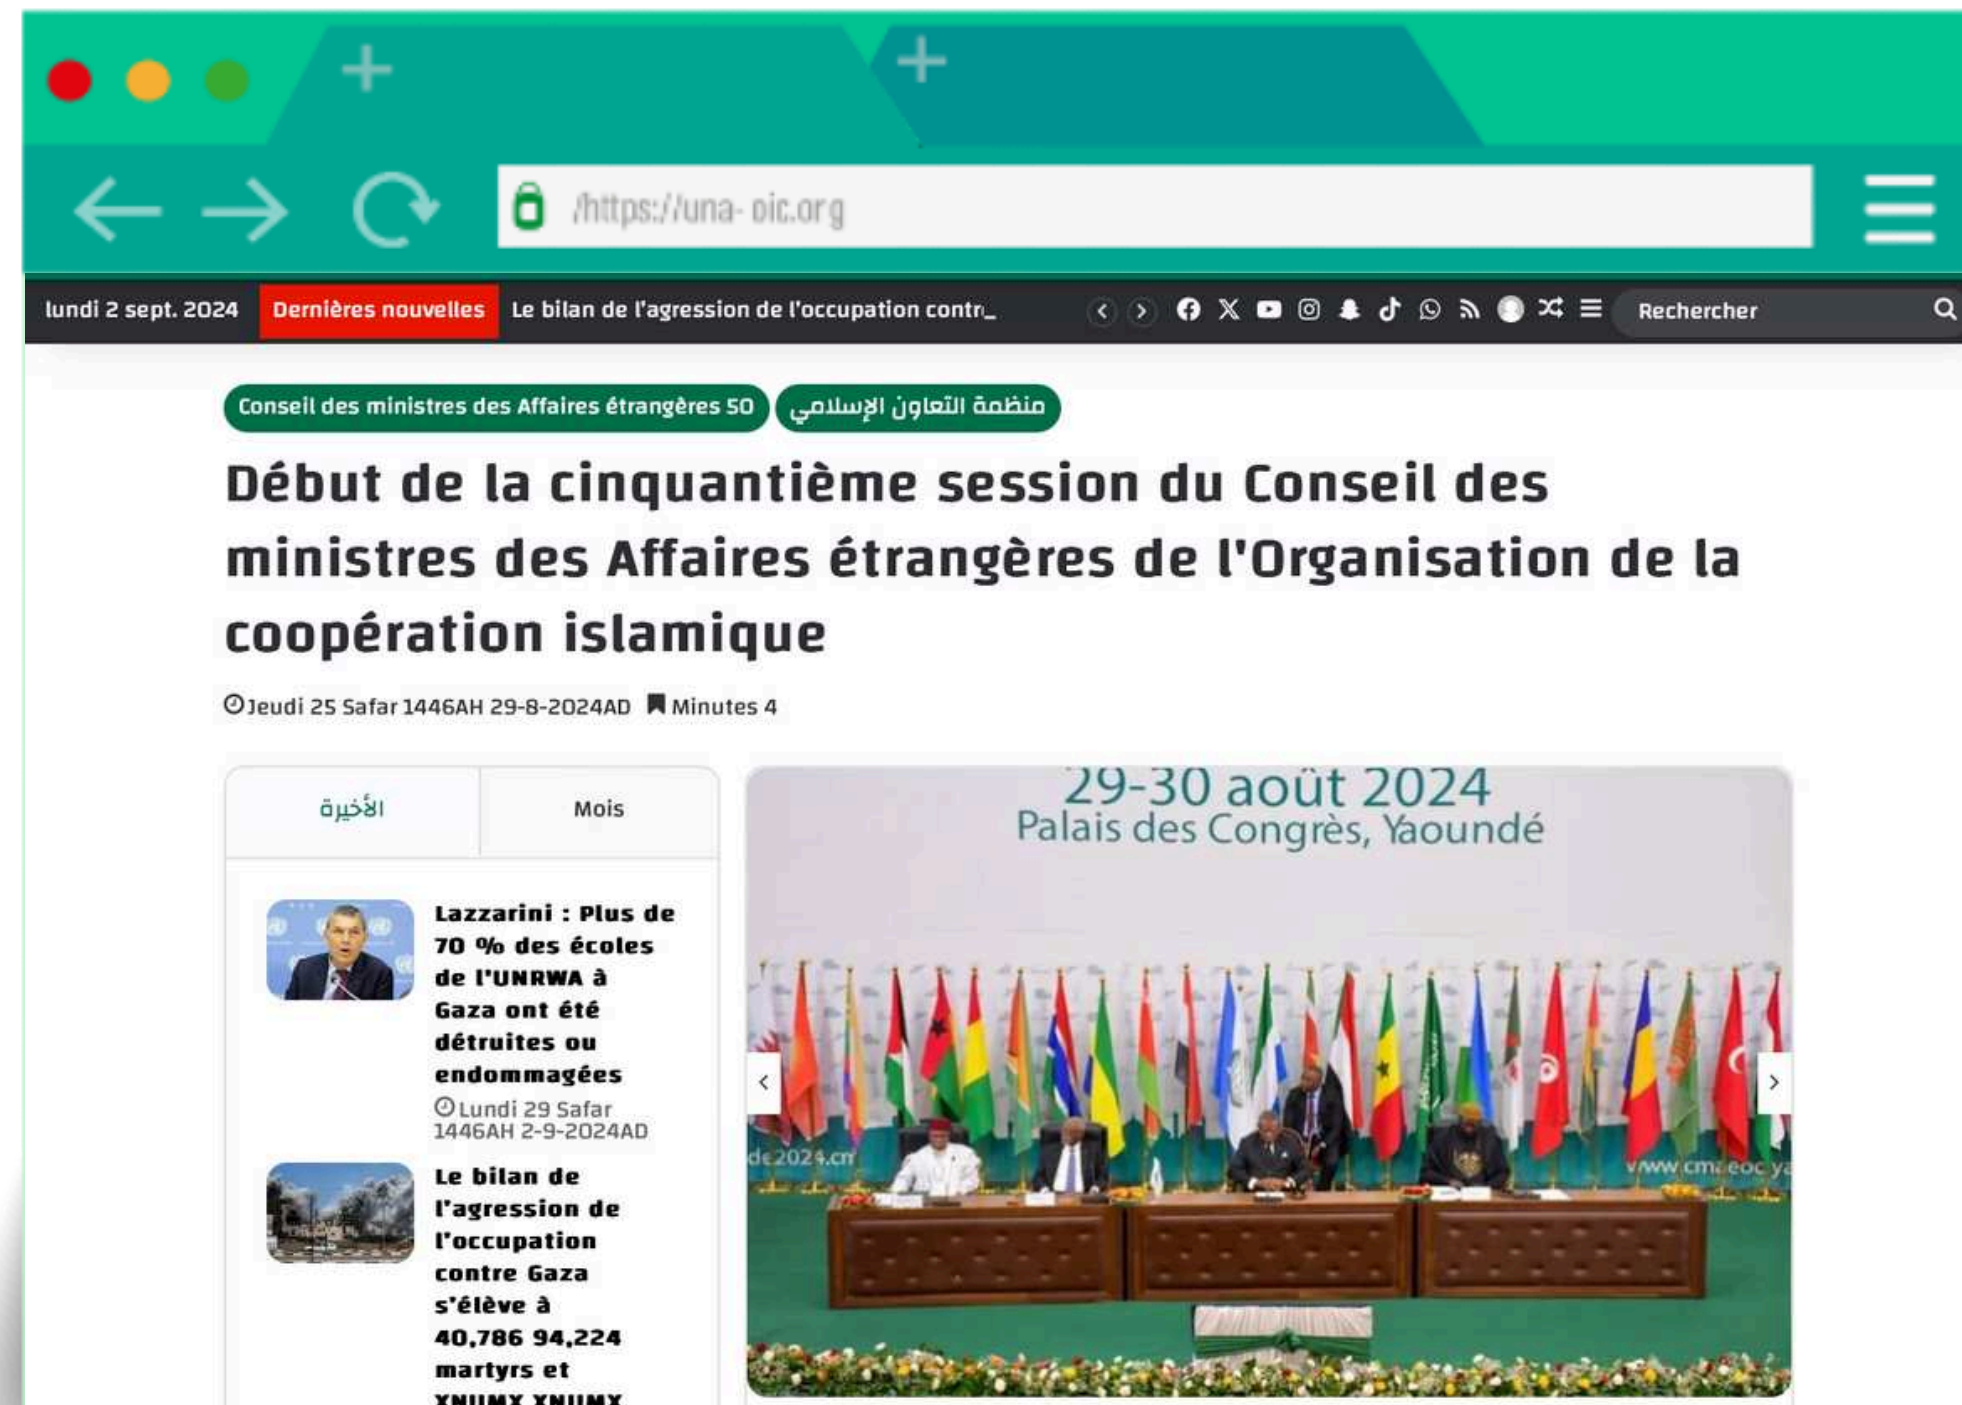 /https://una- oic.org
lundi 2 sept. 2024 Dernières nouvelles Le bilan de l'agression de l'occupation contr_ Rechercher
Conseil des ministres des Affaires étrangères 50 منظمة التعاون الإسلامي
Début de la cinquantième session du Conseil des
ministres des Affaires étrangères de l'Organisation de la
coopération islamique
Jeudi 25 Safar 1446AH 29-8-2024AD Minutes 4
الأخيرة Mois
Lazzarini : Plus de
70 % des écoles
de l'UNRWA à
Gaza ont été
détruites ou
endommagées
Lundi 29 Safar
1446AH 2-9-2024AD
Le bilan de
l'agression de
l'occupation
contre Gaza
s'élève à
40,786 94,224
martyrs et
XNUMX XNUMX
29-30 août 2024
Palais des Congrès, Yaoundé
de2024.cm